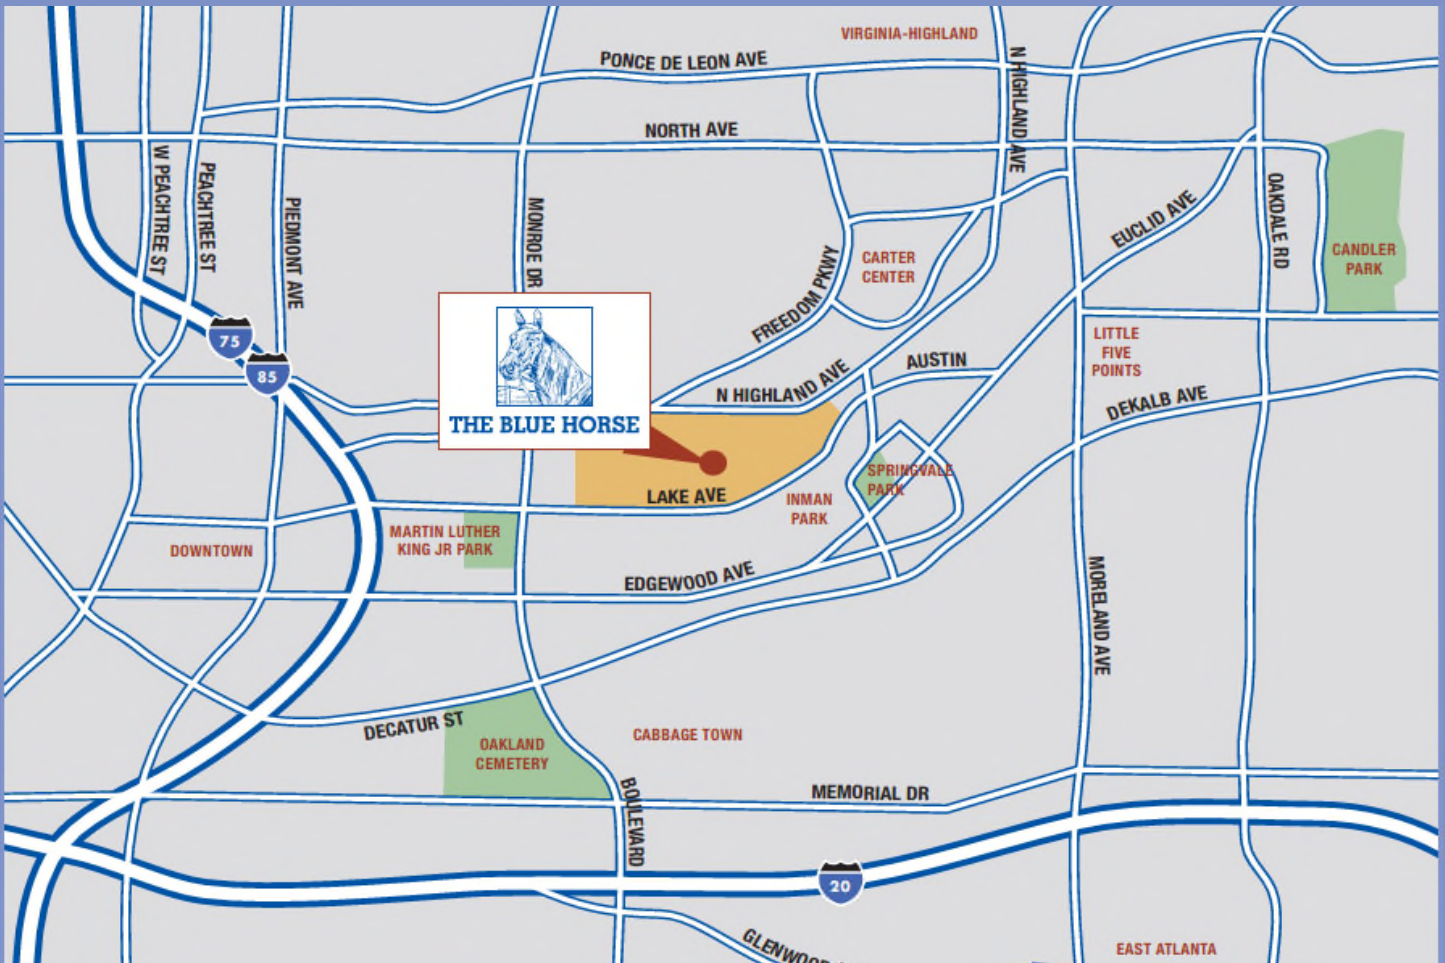 VIRGINIA-HIGHLAND
PONCE DE LEON AVE
N HIGHLAND AVE
NORTH AVE
W PEACHTREE ST
PEACHTREE ST
PIEDMONT AVE
MONROE DR
OAKDALE RD
EUCLID AVE
CANDLER
PARK
CARTER
CENTER
FREEDOM PKWY
75
85
THE BLUE HORSE
N HIGHLAND AVE
AUSTIN
LITTLE
FIVE
POINTS
DEKALB AVE
SPRINGVALE
PARK
LAKE AVE
INMAN
PARK
MARTIN LUTHER
KING JR PARK
DOWNTOWN
EDGEWOOD AVE
MORELAND AVE
DECATUR ST
OAKLAND
CEMETERY
CABBAGE TOWN
BOULEVARD
MEMORIAL DR
20
GLENWOOD
EAST ATLANTA